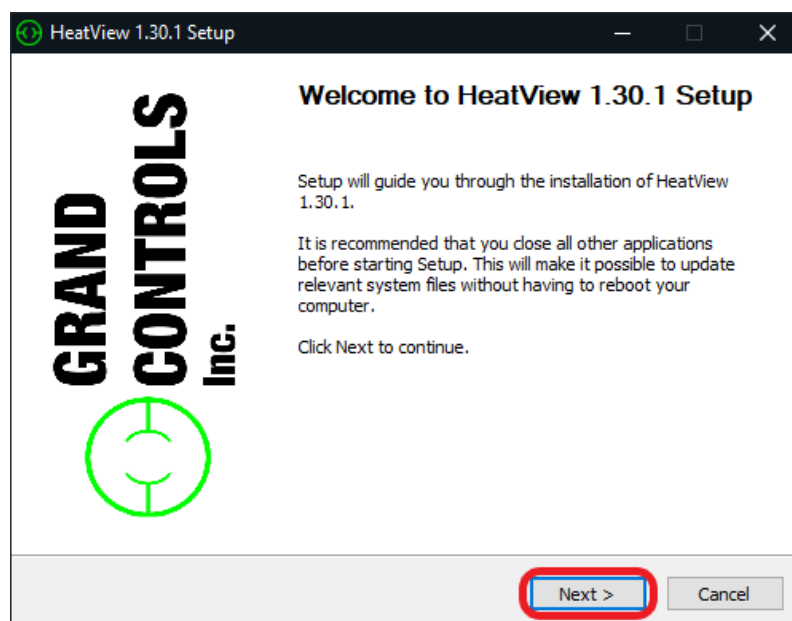 HeatView 1.30.1 Setup
GRAND
CONTROLS
Inc.
Welcome to HeatView 1.30.1 Setup
Setup will guide you through the installation of HeatView
1.30.1.
It is recommended that you close all other applications
before starting Setup. This will make it possible to update
relevant system files without having to reboot your
computer.
Click Next to continue.
Next >
Cancel